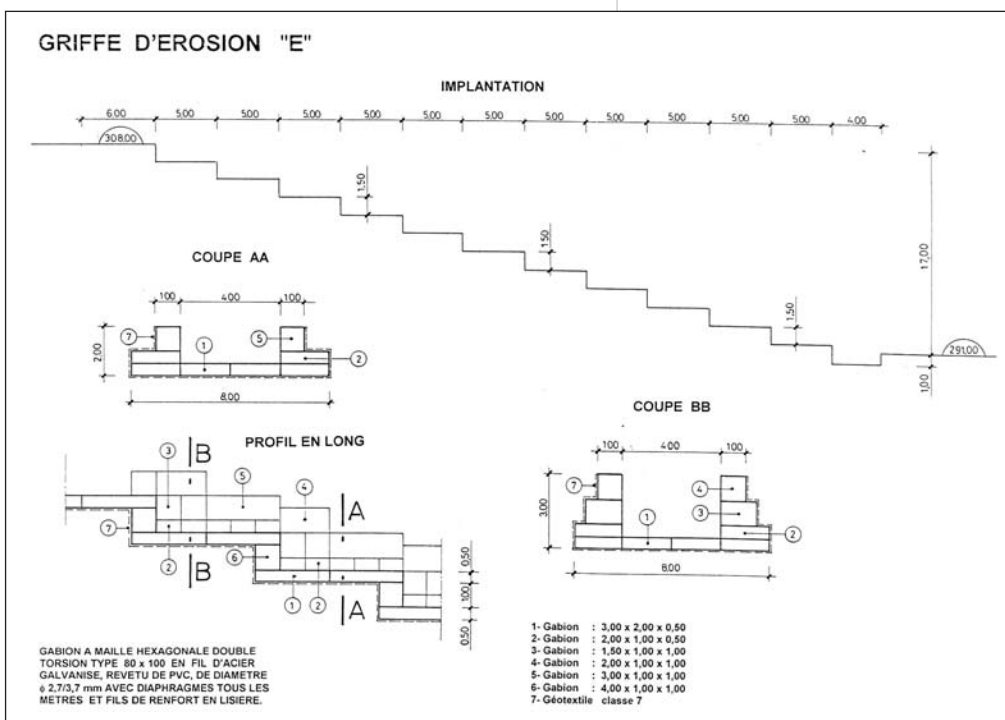 GRIFFE D'EROSION "E"
IMPLANTATION
6.00 5.00 5.00 5.00 5.00 5.00 5.00 5.00 5.00 5.00 5.00 5.00 4.00
308.00
1,50
1.50
1.50
17,00
291.00
1,00
COUPE AA
100 400 100
7 5
1 2
2.00
8.00
COUPE BB
100 400 100
7 4
3
1 2
3,00
8.00
PROFIL EN LONG
3 B 5 4 A
7 6
2 B 1 2 A
0,50
1,00
0,50
GABION A MAILLE HEXAGONALE DOUBLE
TORSION TYPE 80 x 100 EN FIL D'ACIER
GALVANISE, REVETU DE PVC, DE DIAMETRE
ϕ 2,7/3,7 mm AVEC DIAPHRAGMES TOUS LES
METRES ET FILS DE RENFORT EN LISIERE.
1- Gabion : 3,00 x 2,00 x 0,50
2- Gabion : 2,00 x 1,00 x 0,50
3- Gabion : 1,50 x 1,00 x 1,00
4- Gabion : 2,00 x 1,00 x 1,00
5- Gabion : 3,00 x 1,00 x 1,00
6- Gabion : 4,00 x 1,00 x 1,00
7- Géotextile classe 7